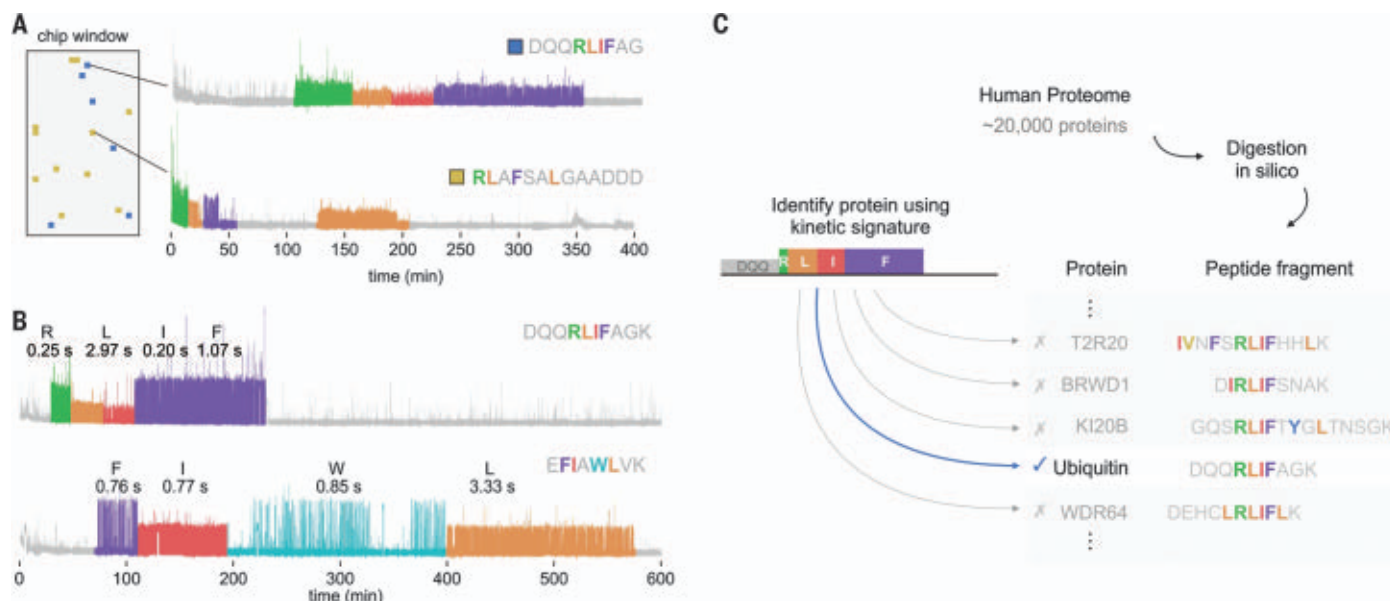 A
chip window
DQQRLIFAG
RLAFSALGAADDD
0 50 100 150 200 250 300 350 400
time (min)
B
R L I F
0.25 s 2.97 s 0.20 s 1.07 s
DQQRLIFAGK
EFIAWLVK
F I W L
0.76 s 0.77 s 0.85 s 3.33 s
0 100 200 300 400 500 600
time (min)
C
Human Proteome
~20,000 proteins
Digestion
in silico
Identify protein using
kinetic signature
DQQ R L I F
Protein Peptide fragment
⋮
✗ T2R20 IVNFSRLIFHHLK
✗ BRWD1 DIRLIFSNAK
✗ KI20B GQSRLIFTYGLTNSGK
✓ Ubiquitin DQQRLIFAGK
✗ WDR64 DEHCLRLIFLK
⋮